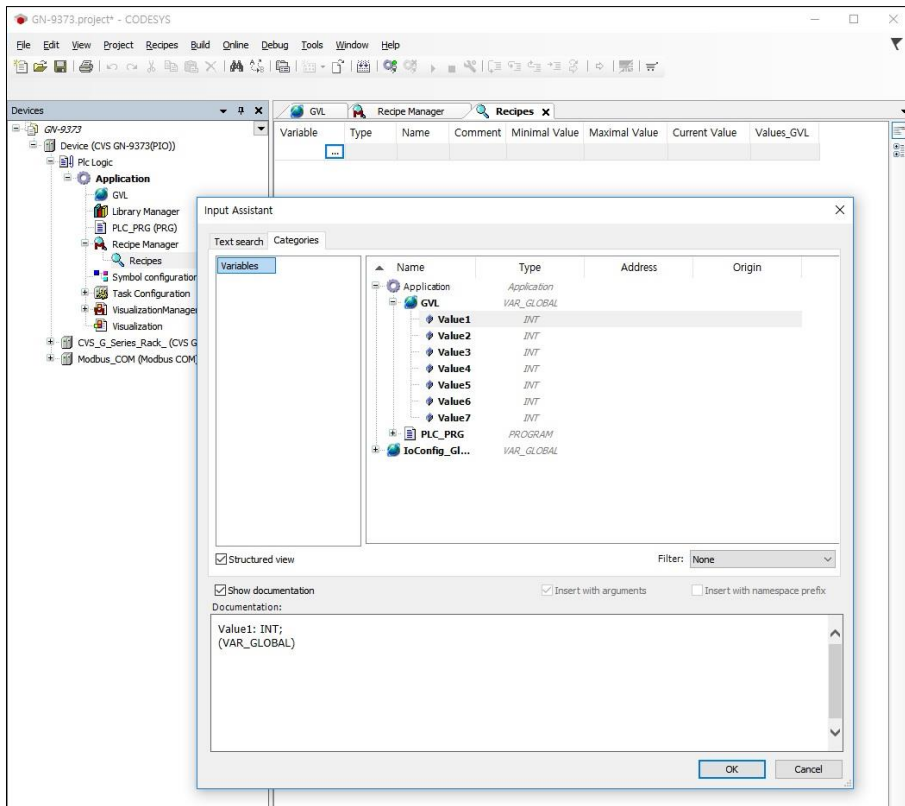 GN-9373.project* - CODESYS
File Edit View Project Recipes Build Online Debug Tools Window Help
Devices
GVL Recipe Manager Recipes
GN-9373
Device (CVS GN-9373(PIO))
Plc Logic
Application
GVL
Library Manager
PLC_PRG (PRG)
Recipe Manager
Recipes
Symbol configuration
Task Configuration
VisualizationManager
Visualization
CVS_G_Series_Rack_ (CVS G
Modbus_COM (Modbus COM
Variable Type Name Comment Minimal Value Maximal Value Current Value Values_GVL
...
Input Assistant
Text search Categories
Variables
Name Type Address Origin
Application Application
GVL VAR_GLOBAL
Value1 INT
Value2 INT
Value3 INT
Value4 INT
Value5 INT
Value6 INT
Value7 INT
PLC_PRG PROGRAM
IoConfig_Gl... VAR_GLOBAL
Structured view Filter: None
Show documentation Insert with arguments Insert with namespace prefix
Documentation:
Value1: INT;
(VAR_GLOBAL)
OK Cancel